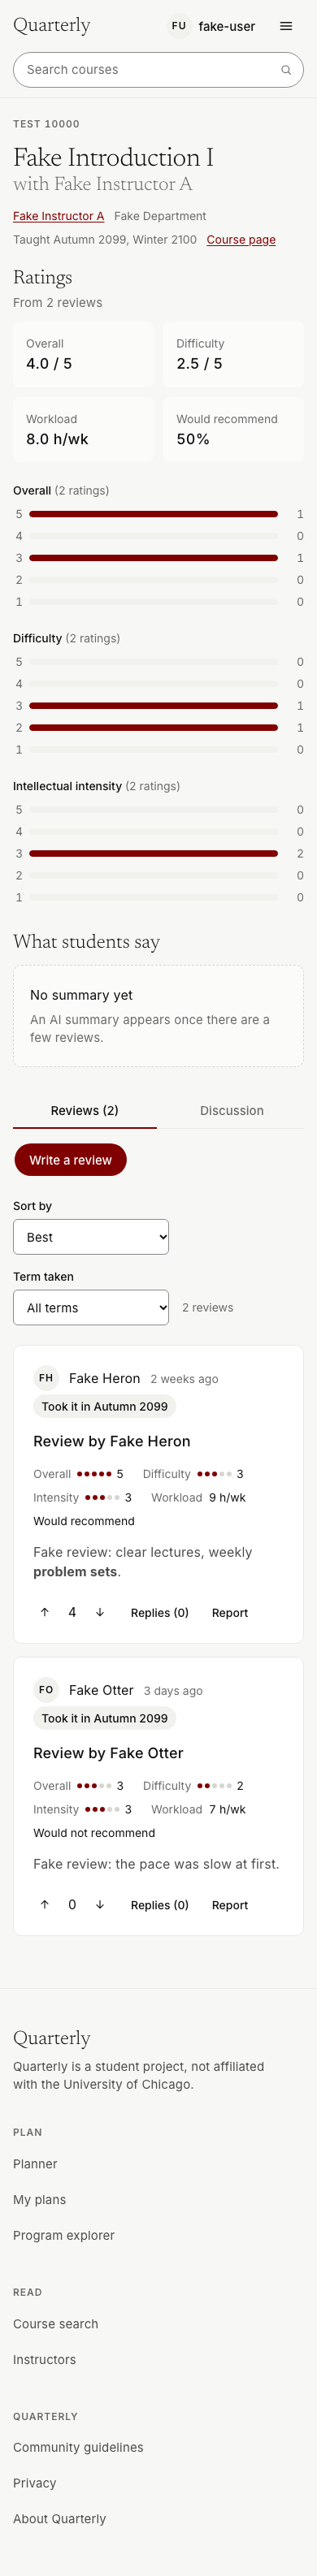 Quarterly
FU fake-user
Search courses
TEST 10000
Fake Introduction I
with Fake Instructor A
Fake Instructor A Fake Department
Taught Autumn 2099, Winter 2100 Course page
Ratings
From 2 reviews
Overall
4.0 / 5
Difficulty
2.5 / 5
Workload
8.0 h/wk
Would recommend
50%
Overall (2 ratings)
5 1
4 0
3 1
2 0
1 0
Difficulty (2 ratings)
5 0
4 0
3 1
2 1
1 0
Intellectual intensity (2 ratings)
5 0
4 0
3 2
2 0
1 0
What students say
No summary yet
An AI summary appears once there are a
few reviews.
Reviews (2) Discussion
Write a review
Sort by
Best
Term taken
All terms 2 reviews
FH Fake Heron 2 weeks ago
Took it in Autumn 2099
Review by Fake Heron
Overall 5 Difficulty 3
Intensity 3 Workload 9 h/wk
Would recommend
Fake review: clear lectures, weekly
problem sets.
↑ 4 ↓ Replies (0) Report
FO Fake Otter 3 days ago
Took it in Autumn 2099
Review by Fake Otter
Overall 3 Difficulty 2
Intensity 3 Workload 7 h/wk
Would not recommend
Fake review: the pace was slow at first.
↑ 0 ↓ Replies (0) Report
Quarterly
Quarterly is a student project, not affiliated
with the University of Chicago.
PLAN
Planner
My plans
Program explorer
READ
Course search
Instructors
QUARTERLY
Community guidelines
Privacy
About Quarterly